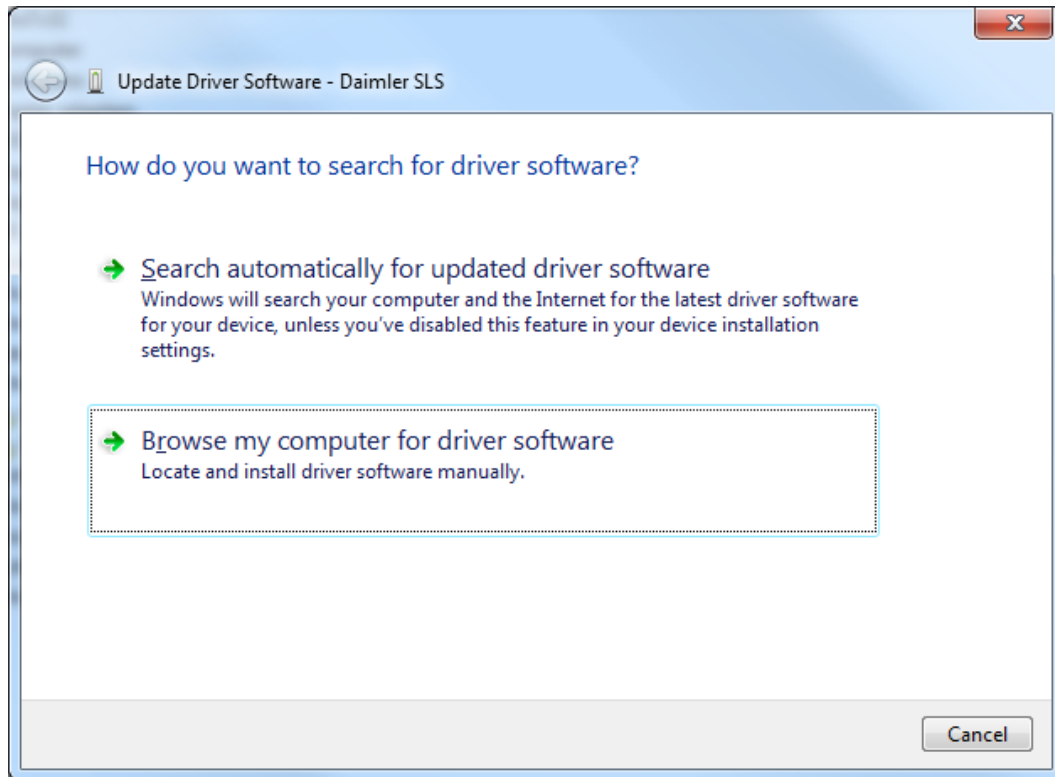 Update Driver Software - Daimler SLS
How do you want to search for driver software?
Search automatically for updated driver software
Windows will search your computer and the Internet for the latest driver software
for your device, unless you've disabled this feature in your device installation
settings.
Browse my computer for driver software
Locate and install driver software manually.
Cancel